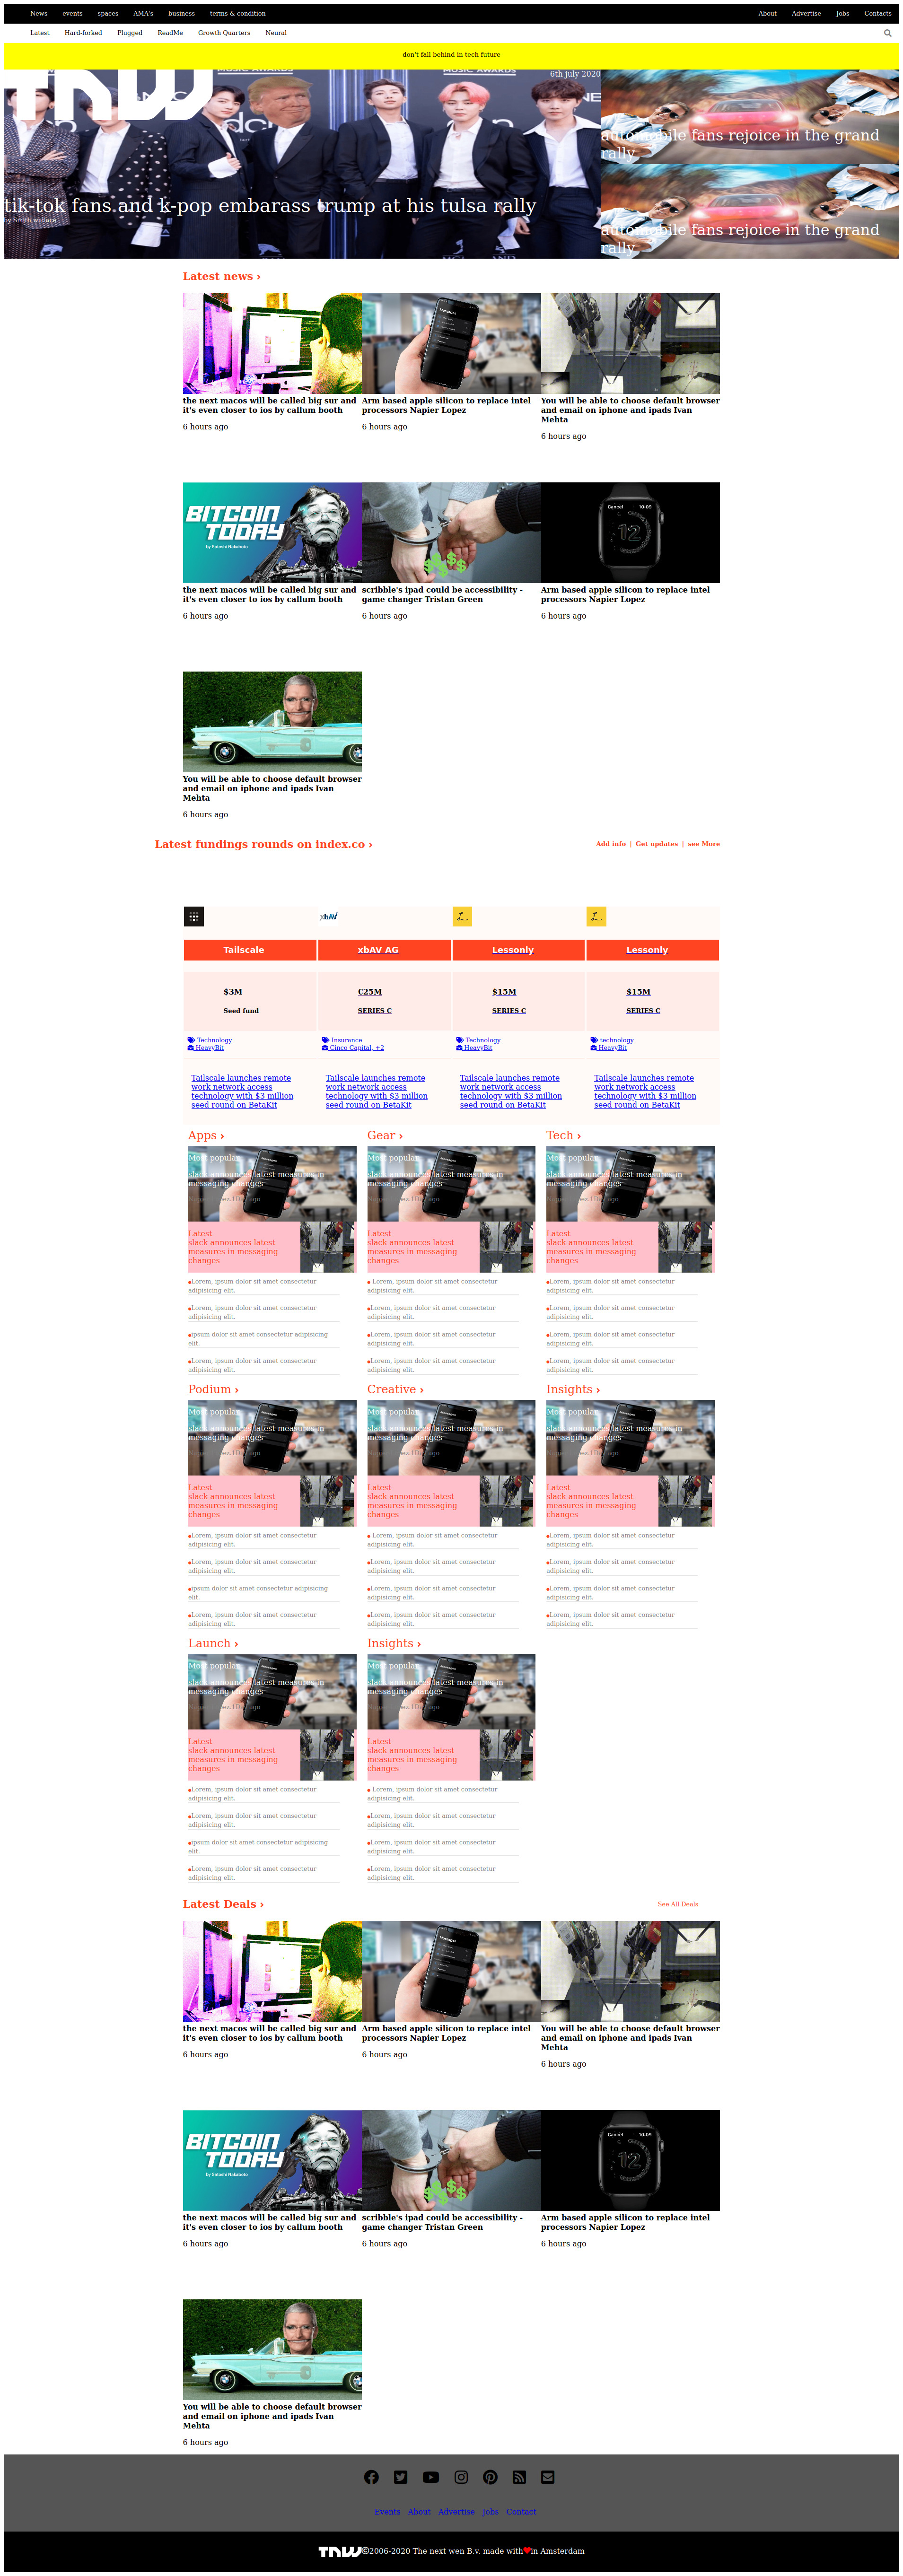 News events spaces AMA's business terms & condition About Advertise Jobs Contacts
Latest Hard-forked Plugged ReadMe Growth Quarters Neural
don't fall behind in tech future
TNW
6th july 2020
tik-tok fans and k-pop embarass trump at his tulsa rally
by Smith wallace
automobile fans rejoice in the grand
rally
automobile fans rejoice in the grand
rally
Latest news ›
the next macos will be called big sur and
it's even closer to ios by callum booth
6 hours ago
Arm based apple silicon to replace intel
processors Napier Lopez
6 hours ago
You will be able to choose default browser
and email on iphone and ipads Ivan
Mehta
6 hours ago
BITCOIN
TODAY
by Satoshi Nakaboto
the next macos will be called big sur and
it's even closer to ios by callum booth
6 hours ago
scribble's ipad could be accessibility -
game changer Tristan Green
6 hours ago
Cancel 10:09
12
Arm based apple silicon to replace intel
processors Napier Lopez
6 hours ago
You will be able to choose default browser
and email on iphone and ipads Ivan
Mehta
6 hours ago
Latest fundings rounds on index.co ›
Add info | Get updates | see More
xbAV
Tailscale xbAV AG Lessonly Lessonly
$3M €25M $15M $15M
Seed fund SERIES C SERIES C SERIES C
Technology Insurance Technology technology
HeavyBit Cinco Capital, +2 HeavyBit HeavyBit
Tailscale launches remote
work network access
technology with $3 million
seed round on BetaKit
Tailscale launches remote
work network access
technology with $3 million
seed round on BetaKit
Tailscale launches remote
work network access
technology with $3 million
seed round on BetaKit
Tailscale launches remote
work network access
technology with $3 million
seed round on BetaKit
Apps ›
Most popular
slack announces latest measures in
messaging changes
ago
Latest
slack announces latest
measures in messaging
changes
Lorem, ipsum dolor sit amet consectetur
adipisicing elit.
Lorem, ipsum dolor sit amet consectetur
adipisicing elit.
ipsum dolor sit amet consectetur adipisicing
elit.
Lorem, ipsum dolor sit amet consectetur
adipisicing elit.
Gear ›
Most popular
slack announces latest measures in
messaging changes
ago
Latest
slack announces latest
measures in messaging
changes
Lorem, ipsum dolor sit amet consectetur
adipisicing elit.
Lorem, ipsum dolor sit amet consectetur
adipisicing elit.
Lorem, ipsum dolor sit amet consectetur
adipisicing elit.
Lorem, ipsum dolor sit amet consectetur
adipisicing elit.
Tech ›
Most popular
slack announces latest measures in
messaging changes
ago
Latest
slack announces latest
measures in messaging
changes
Lorem, ipsum dolor sit amet consectetur
adipisicing elit.
Lorem, ipsum dolor sit amet consectetur
adipisicing elit.
Lorem, ipsum dolor sit amet consectetur
adipisicing elit.
Lorem, ipsum dolor sit amet consectetur
adipisicing elit.
Podium ›
Most popular
slack announces latest measures in
messaging changes
ago
Latest
slack announces latest
measures in messaging
changes
Lorem, ipsum dolor sit amet consectetur
adipisicing elit.
Lorem, ipsum dolor sit amet consectetur
adipisicing elit.
ipsum dolor sit amet consectetur adipisicing
elit.
Lorem, ipsum dolor sit amet consectetur
adipisicing elit.
Creative ›
Most popular
slack announces latest measures in
messaging changes
ago
Latest
slack announces latest
measures in messaging
changes
Lorem, ipsum dolor sit amet consectetur
adipisicing elit.
Lorem, ipsum dolor sit amet consectetur
adipisicing elit.
Lorem, ipsum dolor sit amet consectetur
adipisicing elit.
Lorem, ipsum dolor sit amet consectetur
adipisicing elit.
Insights ›
Most popular
slack announces latest measures in
messaging changes
ago
Latest
slack announces latest
measures in messaging
changes
Lorem, ipsum dolor sit amet consectetur
adipisicing elit.
Lorem, ipsum dolor sit amet consectetur
adipisicing elit.
Lorem, ipsum dolor sit amet consectetur
adipisicing elit.
Lorem, ipsum dolor sit amet consectetur
adipisicing elit.
Launch ›
Most popular
slack announces latest measures in
messaging changes
ago
Latest
slack announces latest
measures in messaging
changes
Lorem, ipsum dolor sit amet consectetur
adipisicing elit.
Lorem, ipsum dolor sit amet consectetur
adipisicing elit.
ipsum dolor sit amet consectetur adipisicing
elit.
Lorem, ipsum dolor sit amet consectetur
adipisicing elit.
Insights ›
Most popular
slack announces latest measures in
messaging changes
ago
Latest
slack announces latest
measures in messaging
changes
Lorem, ipsum dolor sit amet consectetur
adipisicing elit.
Lorem, ipsum dolor sit amet consectetur
adipisicing elit.
Lorem, ipsum dolor sit amet consectetur
adipisicing elit.
Lorem, ipsum dolor sit amet consectetur
adipisicing elit.
Latest Deals ›
See All Deals
the next macos will be called big sur and
it's even closer to ios by callum booth
6 hours ago
Arm based apple silicon to replace intel
processors Napier Lopez
6 hours ago
You will be able to choose default browser
and email on iphone and ipads Ivan
Mehta
6 hours ago
BITCOIN
TODAY
by Satoshi Nakaboto
the next macos will be called big sur and
it's even closer to ios by callum booth
6 hours ago
scribble's ipad could be accessibility -
game changer Tristan Green
6 hours ago
Cancel 10:09
12
Arm based apple silicon to replace intel
processors Napier Lopez
6 hours ago
You will be able to choose default browser
and email on iphone and ipads Ivan
Mehta
6 hours ago
Events About Advertise Jobs Contact
TNW ©2006-2020 The next wen B.v. made with❤in Amsterdam